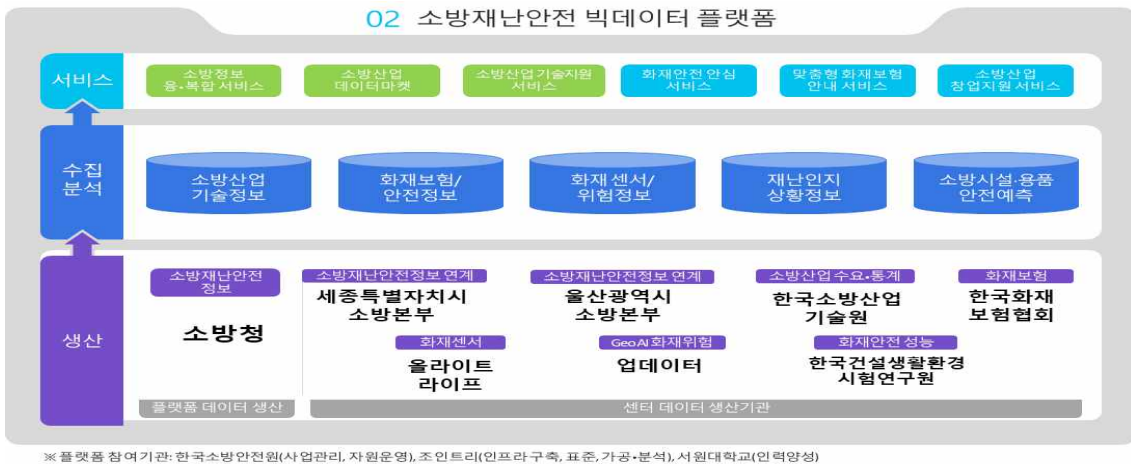 02 소방재난안전 빅데이터 플랫폼
서비스
소방정보
융•복합 서비스
소방산업
데이터마켓
소방산업 기술지원
서비스
화재안전 안심
서비스
맞춤형 화재보험
안내 서비스
소방산업
창업지원 서비스
수집
분석
소방산업
기술정보
화재보험/
안전정보
화재 센서/
위험정보
재난인지
상황정보
소방시설·용품
안전예측
생산
소방재난안전
정보
소방청
소방재난안전정보 연계
세종특별자치시
소방본부
소방재난안전정보 연계
울산광역시
소방본부
소방산업 수요•통계
한국소방산업
기술원
화재보험
한국화재
보험협회
화재센서
올라이트
라이프
GeoAI 화재위험
업데이터
화재안전 성능
한국건설생활환경
시험연구원
플랫폼 데이터 생산
센터 데이터 생산기관
※ 플랫폼 참여기관: 한국소방안전원(사업관리, 자원운영), 조인트리(인프라 구축, 표준, 가공•분석), 서원대학교(인력양성)